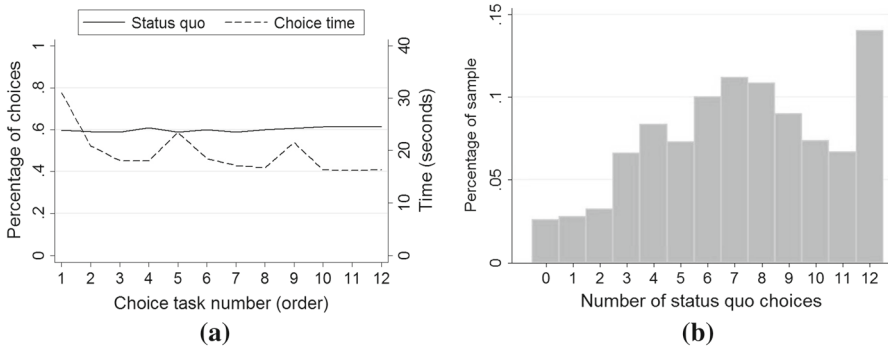 Status quo Choice time
Percentage of choices
1
.8
.6
.4
.2
0
40
30
20
10
0
Time (seconds)
1 2 3 4 5 6 7 8 9 10 11 12
Choice task number (order)
(a)
Percentage of sample
.15
.1
.05
0
0 1 2 3 4 5 6 7 8 9 10 11 12
Number of status quo choices
(b)